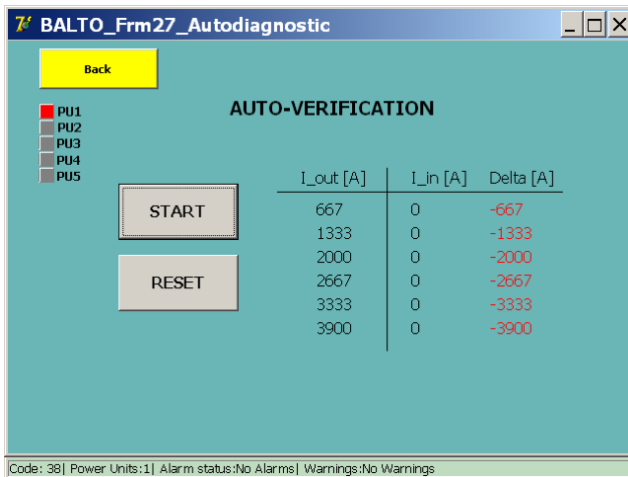 BALTO_Frm27_Autodiagnostic
Back
PU1
PU2
PU3
PU4
PU5
AUTO-VERIFICATION
START
RESET
I_out [A] I_in [A] Delta [A]
667 0 -667
1333 0 -1333
2000 0 -2000
2667 0 -2667
3333 0 -3333
3900 0 -3900
Code: 38| Power Units:1| Alarm status:No Alarms| Warnings:No Warnings